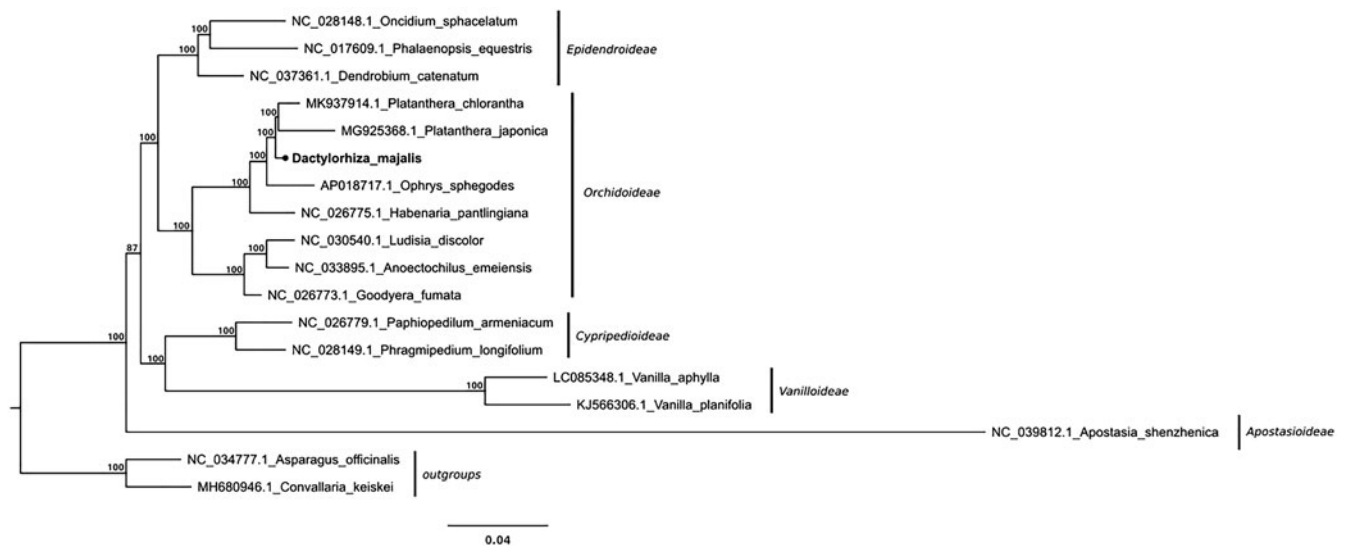 NC_028148.1_Oncidium_sphacelatum
100
100
NC_017609.1_Phalaenopsis_equestris
Epidendroideae
NC_037361.1_Dendrobium_catenatum
MK937914.1_Platanthera_chlorantha
100
100
MG925368.1_Platanthera_japonica
100
100
Dactylorhiza_majalis
100
AP018717.1_Ophrys_sphegodes
Orchidoideae
NC_026775.1_Habenaria_pantlingiana
100
NC_030540.1_Ludisia_discolor
87
100
NC_033895.1_Anoectochilus_emeiensis
100
NC_026773.1_Goodyera_fumata
NC_026779.1_Paphiopedilum_armeniacum
100
Cypripedioideae
100
NC_028149.1_Phragmipedium_longifolium
100
LC085348.1_Vanilla_aphylla
100
Vanilloideae
KJ566306.1_Vanilla_planifolia
NC_039812.1_Apostasia_shenzhenica
Apostasioideae
NC_034777.1_Asparagus_officinalis
100
outgroups
MH680946.1_Convallaria_keiskei
0.04